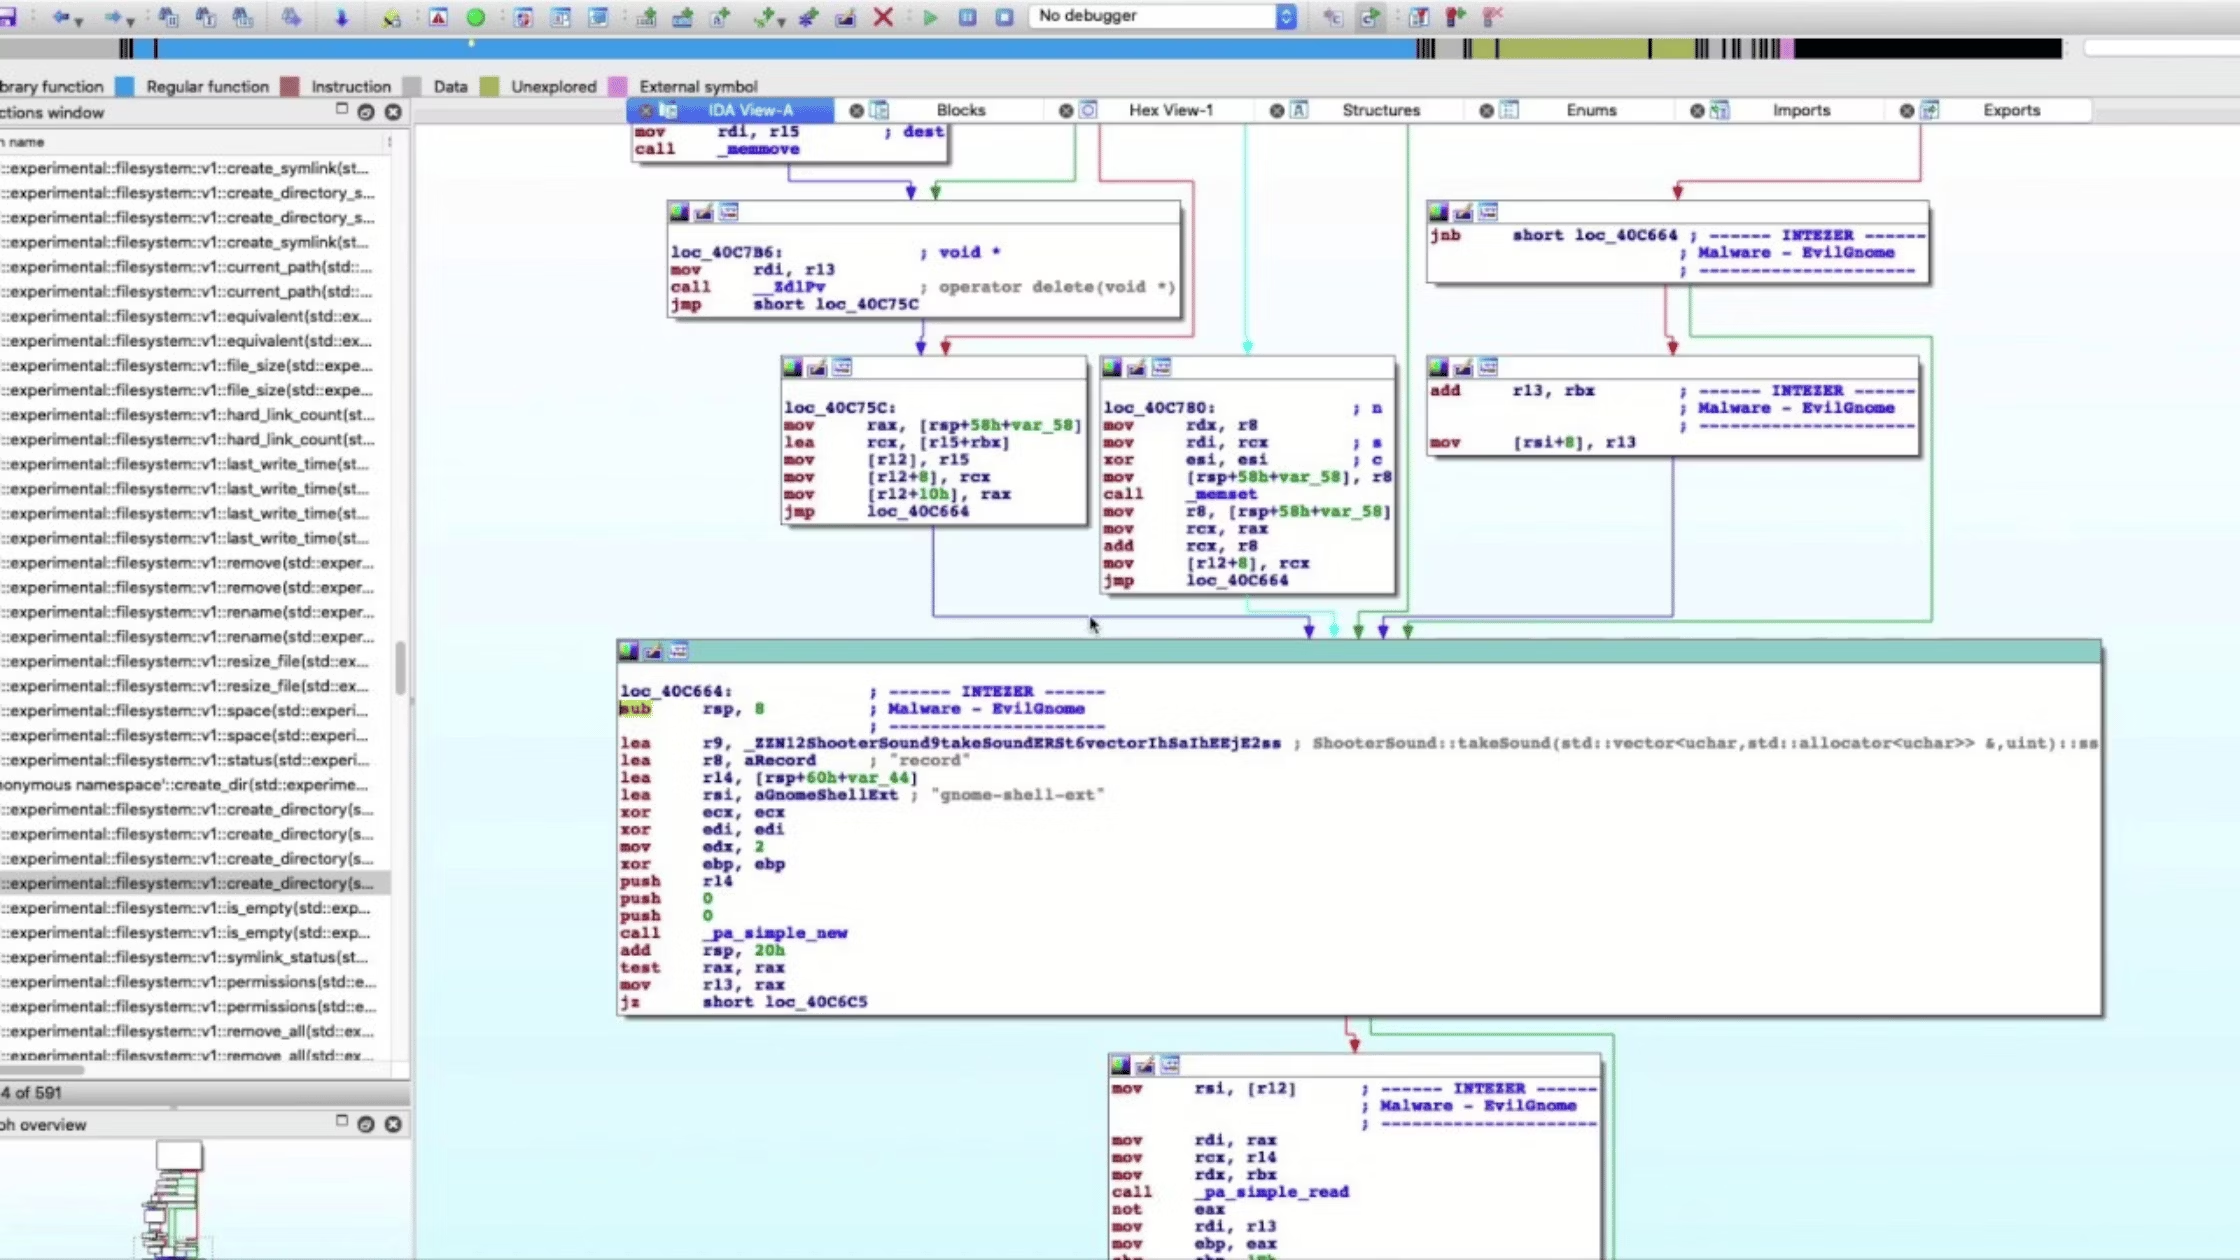 No debugger
brary function Regular function Instruction Data Unexplored External symbol
ctions window
IDA View-A Blocks Hex View-1 Structures Enums Imports Exports
n name
::experimental::filesystem::v1::create_symlink(st...
::experimental::filesystem::v1::create_directory_s...
::experimental::filesystem::v1::create_directory_s...
::experimental::filesystem::v1::create_symlink(st...
::experimental::filesystem::v1::current_path(std::...
::experimental::filesystem::v1::current_path(std::...
::experimental::filesystem::v1::equivalent(std::ex...
::experimental::filesystem::v1::equivalent(std::ex...
::experimental::filesystem::v1::file_size(std::expe...
::experimental::filesystem::v1::file_size(std::expe...
::experimental::filesystem::v1::hard_link_count(st...
::experimental::filesystem::v1::hard_link_count(st...
::experimental::filesystem::v1::last_write_time(st...
::experimental::filesystem::v1::last_write_time(st...
::experimental::filesystem::v1::last_write_time(st...
::experimental::filesystem::v1::last_write_time(st...
::experimental::filesystem::v1::remove(std::exper...
::experimental::filesystem::v1::remove(std::exper...
::experimental::filesystem::v1::rename(std::exper...
::experimental::filesystem::v1::rename(std::exper...
::experimental::filesystem::v1::resize_file(std::ex...
::experimental::filesystem::v1::resize_file(std::ex...
::experimental::filesystem::v1::space(std::experi...
::experimental::filesystem::v1::space(std::experi...
::experimental::filesystem::v1::status(std::experi...
onymous namespace'::create_dir(std::experime...
::experimental::filesystem::v1::create_directory(s...
::experimental::filesystem::v1::create_directory(s...
::experimental::filesystem::v1::create_directory(s...
::experimental::filesystem::v1::create_directory(s...
::experimental::filesystem::v1::is_empty(std::exp...
::experimental::filesystem::v1::is_empty(std::exp...
::experimental::filesystem::v1::symlink_status(st...
::experimental::filesystem::v1::permissions(std::e...
::experimental::filesystem::v1::permissions(std::e...
::experimental::filesystem::v1::remove_all(std::ex...
::experimental::filesystem::v1::remove_all(std::ex...
4 of 591
ph overview
mov rdi, r15 ; dest
call _memmove
loc_40C7B6: ; void *
mov rdi, r13
call __ZdlPv ; operator delete(void *)
jmp short loc_40C75C
jnb short loc_40C664 ; ------ INTEZER ------
; Malware - EvilGnome
; --------------------
loc_40C75C:
mov rax, [rsp+58h+var_58]
lea rcx, [r15+rbx]
mov [r12], r15
mov [r12+8], rcx
mov [r12+10h], rax
jmp loc_40C664
loc_40C780: ; n
mov rdx, r8
mov rdi, rcx ; s
xor esi, esi ; c
mov [rsp+58h+var_58], r8
call _memset
mov r8, [rsp+58h+var_58]
mov rcx, rax
add rcx, r8
mov [r12+8], rcx
jmp loc_40C664
add r13, rbx ; ------ INTEZER ------
; Malware - EvilGnome
; --------------------
mov [rsi+8], r13
loc_40C664: ; ------ INTEZER ------
sub rsp, 8 ; Malware - EvilGnome
; --------------------
lea r9, _ZZN12ShooterSound9takeSoundERSt6vectorIhSaIhEEjE2ss ; ShooterSound::takeSound(std::vector<uchar,std::allocator<uchar>> &,uint)::ss
lea r8, aRecord ; "record"
lea r14, [rsp+60h+var_44]
lea rsi, aGnomeShellExt ; "gnome-shell-ext"
xor ecx, ecx
xor edi, edi
mov edx, 2
xor ebp, ebp
push r14
push 0
push 0
call _pa_simple_new
add rsp, 20h
test rax, rax
mov r13, rax
jz short loc_40C6C5
mov rsi, [r12] ; ------ INTEZER ------
; Malware - EvilGnome
; --------------------
mov rdi, rax
mov rcx, r14
mov rdx, rbx
call _pa_simple_read
not eax
mov rdi, r13
mov ebp, eax